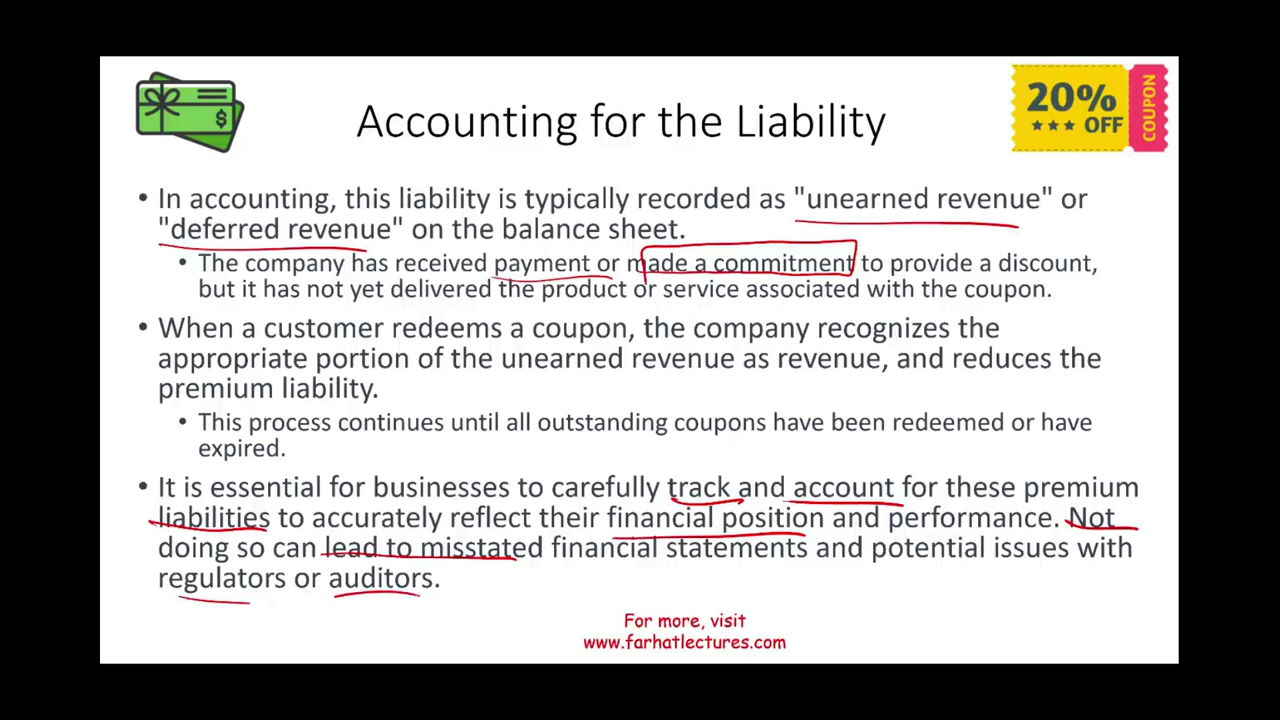 Accounting for the Liability
20%
OFF
COUPON
• In accounting, this liability is typically recorded as "unearned revenue" or
"deferred revenue" on the balance sheet.
• The company has received payment or made a commitment to provide a discount,
but it has not yet delivered the product or service associated with the coupon.
• When a customer redeems a coupon, the company recognizes the
appropriate portion of the unearned revenue as revenue, and reduces the
premium liability.
• This process continues until all outstanding coupons have been redeemed or have
expired.
• It is essential for businesses to carefully track and account for these premium
liabilities to accurately reflect their financial position and performance. Not
doing so can lead to misstated financial statements and potential issues with
regulators or auditors.
For more, visit
www.farhatlectures.com